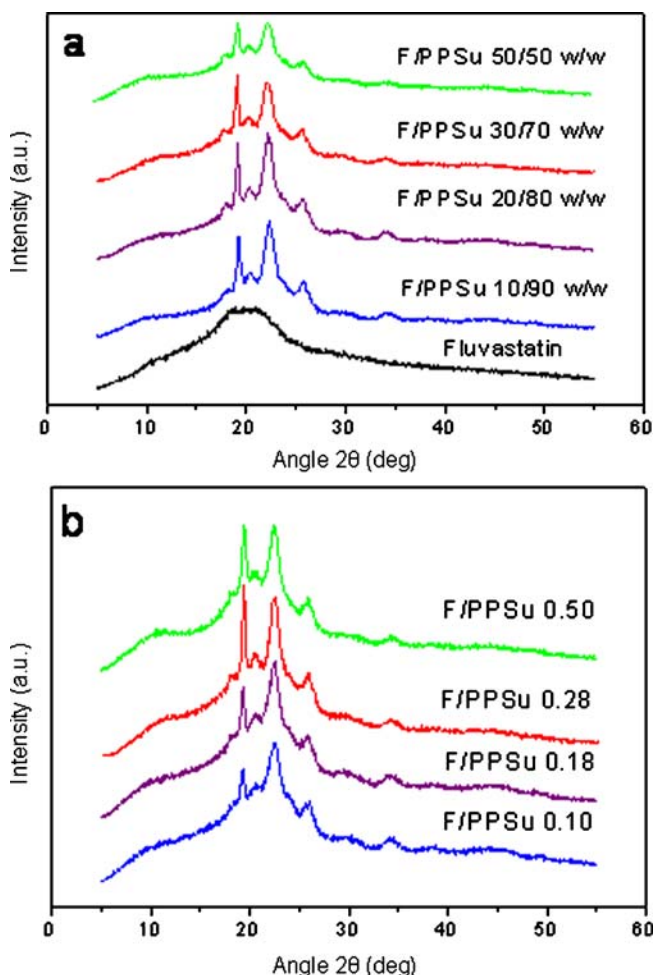 a
F/PPSu 50/50 w/w
F/PPSu 30/70 w/w
F/PPSu 20/80 w/w
F/PPSu 10/90 w/w
Fluvastatin
Intensity (a.u.)
0 10 20 30 40 50 60
Angle 2θ (deg)
b
F/PPSu 0.50
F/PPSu 0.28
F/PPSu 0.18
F/PPSu 0.10
Intensity (a.u.)
0 10 20 30 40 50 60
Angle 2θ (deg)